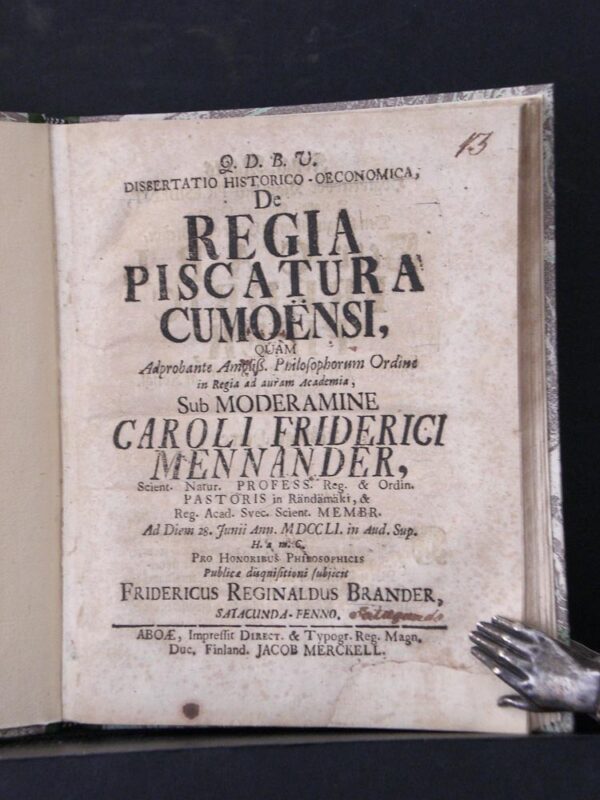 13
Q. D. B. V.
DISSERTATIO HISTORICO-OECONOMICA,
De
REGIA
PISCATURA
CUMOËNSI,
QUAM
Adprobante Ampliss. Philosophorum Ordine
in Regia ad auram Academia,
Sub MODERAMINE
CAROLI FRIDERICI
MENNANDER,
Scient. Natur. PROFESS. Reg. & Ordin.
PASTORIS in Rändämäki, &
Reg. Acad. Svec. Scient. MEMBR.
Ad Diem 28. Junii Ann. MDCCLI. in Aud. Sup.
H. a. m. C.
PRO HONORIBUS PHILOSOPHICIS
Publicæ disquisitioni subjicit
FRIDERICUS REGINALDUS BRANDER,
SATACUNDA-FENNO.
ABOÆ, Impressit DIRECT. & Typogr. Reg. Magn.
Duc. Finland. JACOB MERCKELL.